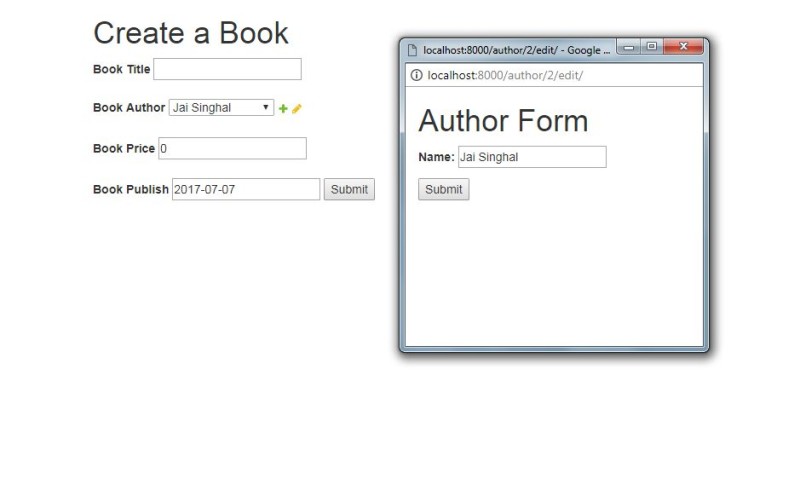 Create a Book
Book Title
Book Author Jai Singhal
Book Price 0
Book Publish 2017-07-07 Submit
localhost:8000/author/2/edit/ - Google ...
localhost:8000/author/2/edit/
Author Form
Name: Jai Singhal
Submit